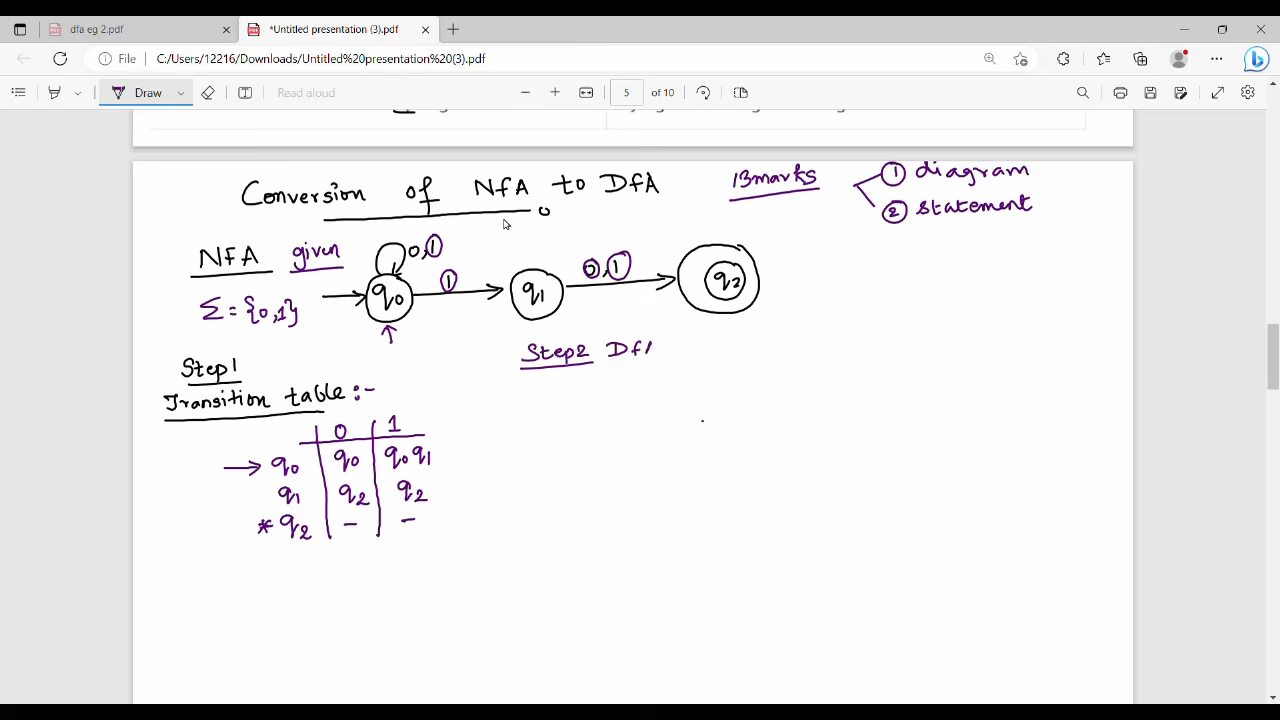 dfa eg 2.pdf
*Untitled presentation (3).pdf
File C:/Users/12216/Downloads/Untitled%20presentation%20(3).pdf
Draw Read aloud 5 of 10
Conversion of NfA to DfA 13marks ① diagram
② statement
NfA given 0,1 1 0,1
Σ = {0,1} q0 q1 q2
Step1 Step2 Df
Transition table :-
0 1
→ q0 q0 q0q1
q1 q2 q2
* q2 - -